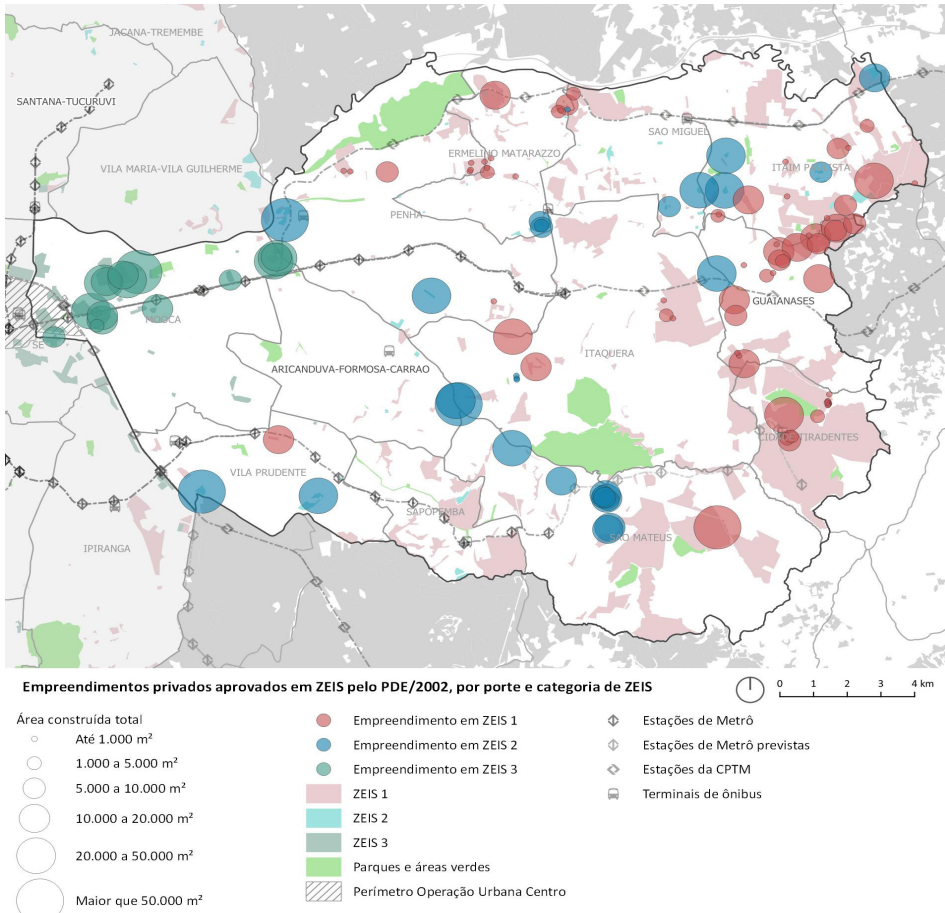 JACANA-TREMEMBE
SANTANA-TUCURUVI
SAO MIGUEL
ERMELINO MATARAZZO
VILA MARIA-VILA GUILHERME
ITAIM PAULISTA
PENHA
GUAIANASES
MOOCA
SE
ITAQUERA
ARICANDUVA-FORMOSA-CARRAO
CIDADE TIRADENTES
VILA PRUDENTE
SAPOPEMBA
SAO MATEUS
IPIRANGA
Empreendimentos privados aprovados em ZEIS pelo PDE/2002, por porte e categoria de ZEIS
0 1 2 3 4 km
Área construída total
Até 1.000 m²
1.000 a 5.000 m²
5.000 a 10.000 m²
10.000 a 20.000 m²
20.000 a 50.000 m²
Maior que 50.000 m²
Empreendimento em ZEIS 1
Empreendimento em ZEIS 2
Empreendimento em ZEIS 3
ZEIS 1
ZEIS 2
ZEIS 3
Parques e áreas verdes
Perímetro Operação Urbana Centro
Estações de Metrô
Estações de Metrô previstas
Estações da CPTM
Terminais de ônibus